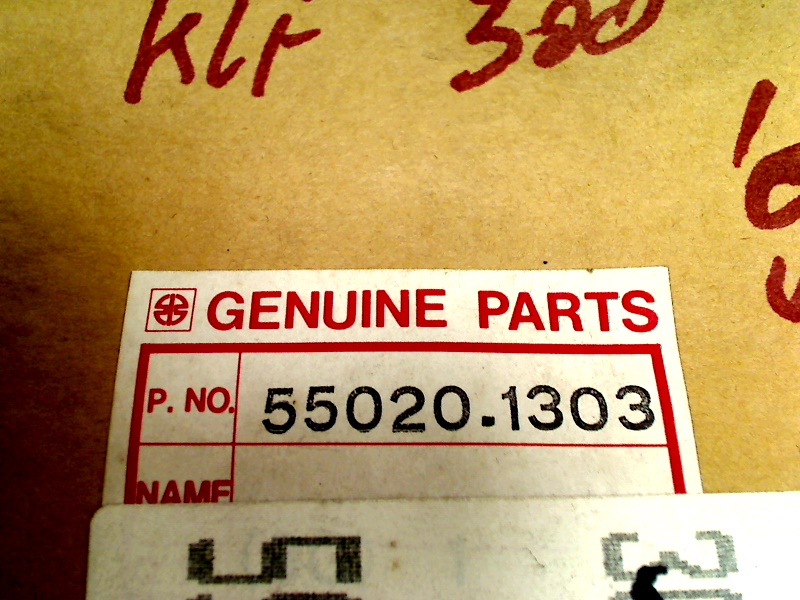 KLF 300
GENUINE PARTS
P. NO. 55020-1303
NAME